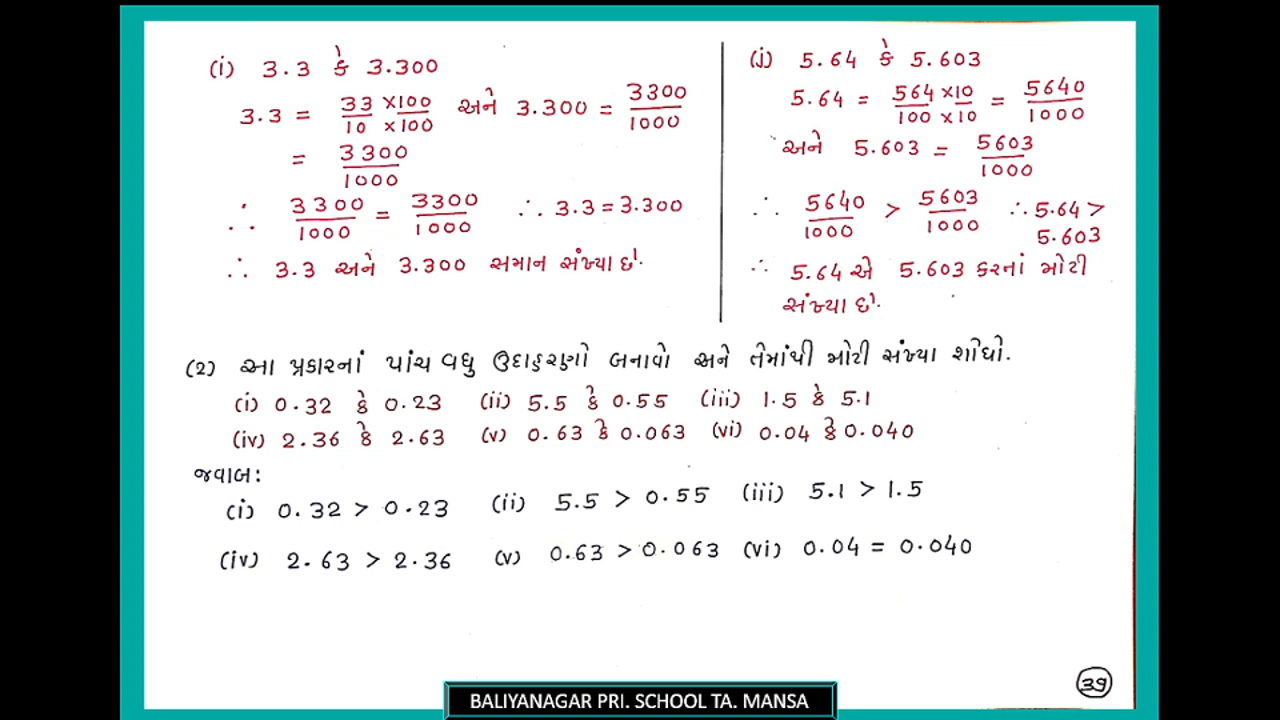 (i) 3.3 કે 3.300
3.3 = 33/10 ×100/×100 અને 3.300 = 3300/1000
= 3300/1000
∴ 3300/1000 = 3300/1000 ∴ 3.3 = 3.300
∴ 3.3 અને 3.300 સમાન સંખ્યા છે.
(j) 5.64 કે 5.603
5.64 = 564/100 ×10/×10 = 5640/1000
અને 5.603 = 5603/1000
∴ 5640/1000 > 5603/1000 ∴ 5.64 >
5.603
∴ 5.64 એ 5.603 કરનાં મોટી
સંખ્યા છે.
(2) આ પ્રકારનાં પાંચ વધુ ઉદાહરણો બનાવો અને તેમાંથી મોટી સંખ્યા શોધો.
(i) 0.32 કે 0.23 (ii) 5.5 કે 0.55 (iii) 1.5 કે 5.1
(iv) 2.36 કે 2.63 (v) 0.63 કે 0.063 (vi) 0.04 કે 0.040
જવાબ:
(i) 0.32 > 0.23 (ii) 5.5 > 0.55 (iii) 5.1 > 1.5
(iv) 2.63 > 2.36 (v) 0.63 > 0.063 (vi) 0.04 = 0.040
39
BALIYANAGAR PRI. SCHOOL TA. MANSA